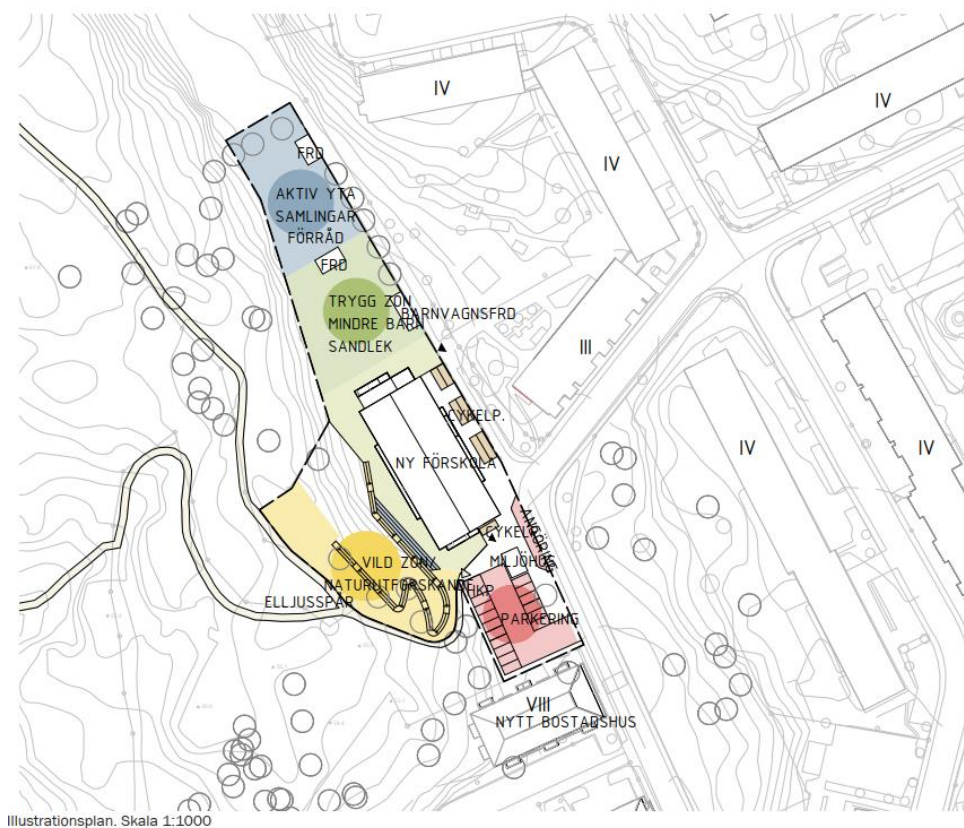 IV
IV
IV
FRD
AKTIV YTA
SAMLINGAR
FÖRRÅD
FRD
TRYGG ZON
MINDRE BARN
SANDLEK
BARNVAGNSFRD
III
CYKELP.
IV
IV
NY FÖRSKOLA
ANGÖRING
CYKELP.
MILJÖHUS
VILD ZON/
NATURUTFORSKANDE
ELLJUSSPÅR
HKP
PARKERING
VIII
NYTT BOSTADSHUS
Illustrationsplan. Skala 1:1000